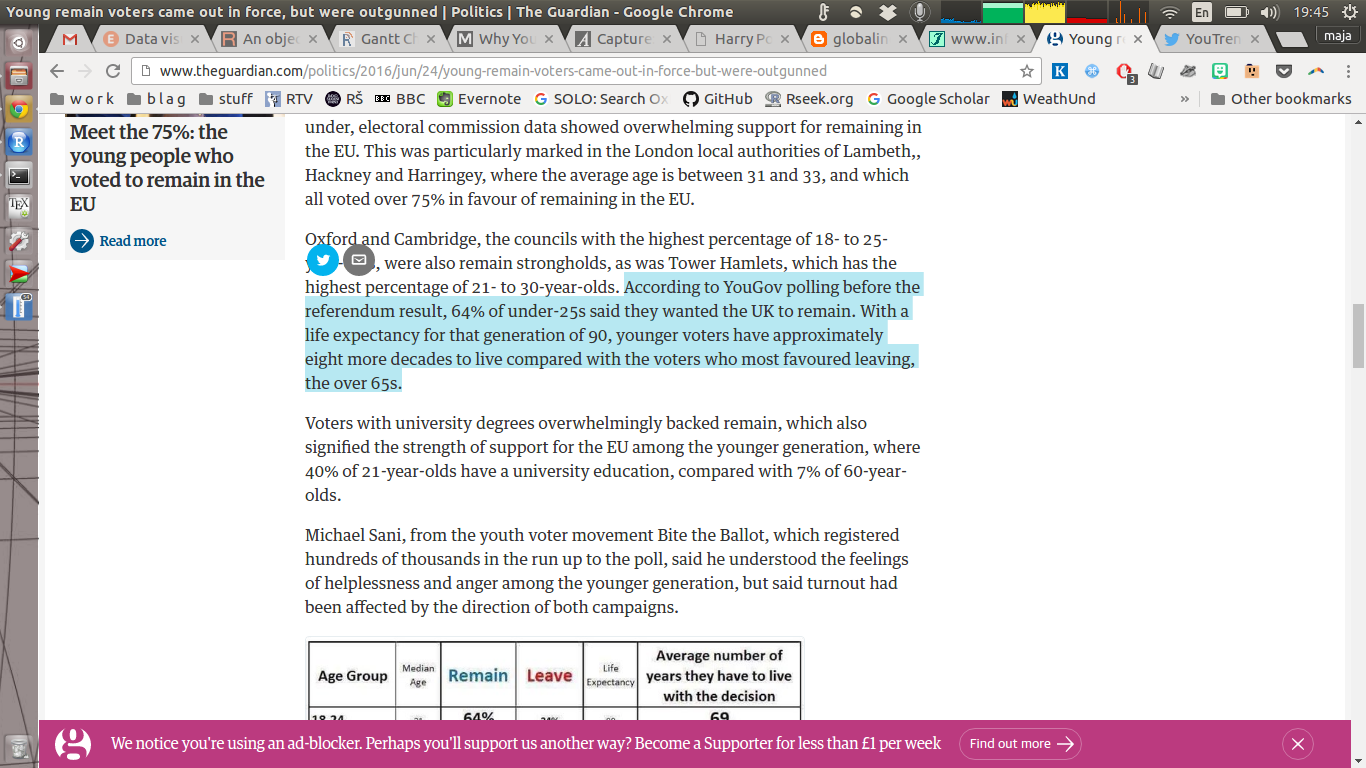 Young remain voters came out in force, but were outgunned | Politics | The Guardian - Google Chrome
En
19:45
Data vis
An objec
Gantt Ch
Why You
Capture
Harry Po
globalin
www.inf
Young re
YouTren
maja
www.theguardian.com/politics/2016/jun/24/young-remain-voters-came-out-in-force-but-were-outgunned
3
w o r k
b l a g
stuff
RTV
RŠ
BBC
Evernote
SOLO: Search Ox
GitHub
Rseek.org
Google Scholar
WeathUnd
»
Other bookmarks
Meet the 75%: the
young people who
voted to remain in the
EU
Read more
under, electoral commission data showed overwhelming support for remaining in
the EU. This was particularly marked in the London local authorities of Lambeth,,
Hackney and Harringey, where the average age is between 31 and 33, and which
all voted over 75% in favour of remaining in the EU.
Oxford and Cambridge, the councils with the highest percentage of 18- to 25-
were also remain strongholds, as was Tower Hamlets, which has the
highest percentage of 21- to 30-year-olds. According to YouGov polling before the
referendum result, 64% of under-25s said they wanted the UK to remain. With a
life expectancy for that generation of 90, younger voters have approximately
eight more decades to live compared with the voters who most favoured leaving,
the over 65s.
Voters with university degrees overwhelmingly backed remain, which also
signified the strength of support for the EU among the younger generation, where
40% of 21-year-olds have a university education, compared with 7% of 60-year-
olds.
Michael Sani, from the youth voter movement Bite the Ballot, which registered
hundreds of thousands in the run up to the poll, said he understood the feelings
of helplessness and anger among the younger generation, but said turnout had
been affected by the direction of both campaigns.
Age Group
Median
Age
Remain
Leave
Life
Expectancy
Average number of
years they have to live
with the decision
18-24
64%
69
We notice you're using an ad-blocker. Perhaps you'll support us another way? Become a Supporter for less than £1 per week
Find out more